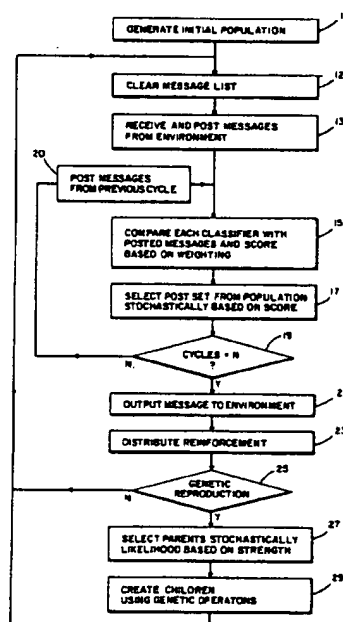 GENERATE INITIAL POPULATION
1
CLEAR MESSAGE LIST
12
RECEIVE AND POST MESSAGES
FROM ENVIRONMENT
13
20
POST MESSAGES
FROM PREVIOUS CYCLE
COMPARE EACH CLASSIFIER WITH
POSTED MESSAGES AND SCORE
BASED ON WEIGHTING
15
SELECT POST SET FROM POPULATION
STOCHASTICALLY BASED ON SCORE
17
CYCLES = N
?
19
N
Y
OUTPUT MESSAGE TO ENVIRONMENT
2
DISTRIBUTE REINFORCEMENT
23
GENETIC
REPRODUCTION
25
N
Y
SELECT PARENTS STOCHASTICALLY
LIKELIHOOD BASED ON STRENGTH
27
CREATE CHILDREN
USING GENETIC OPERATORS
29